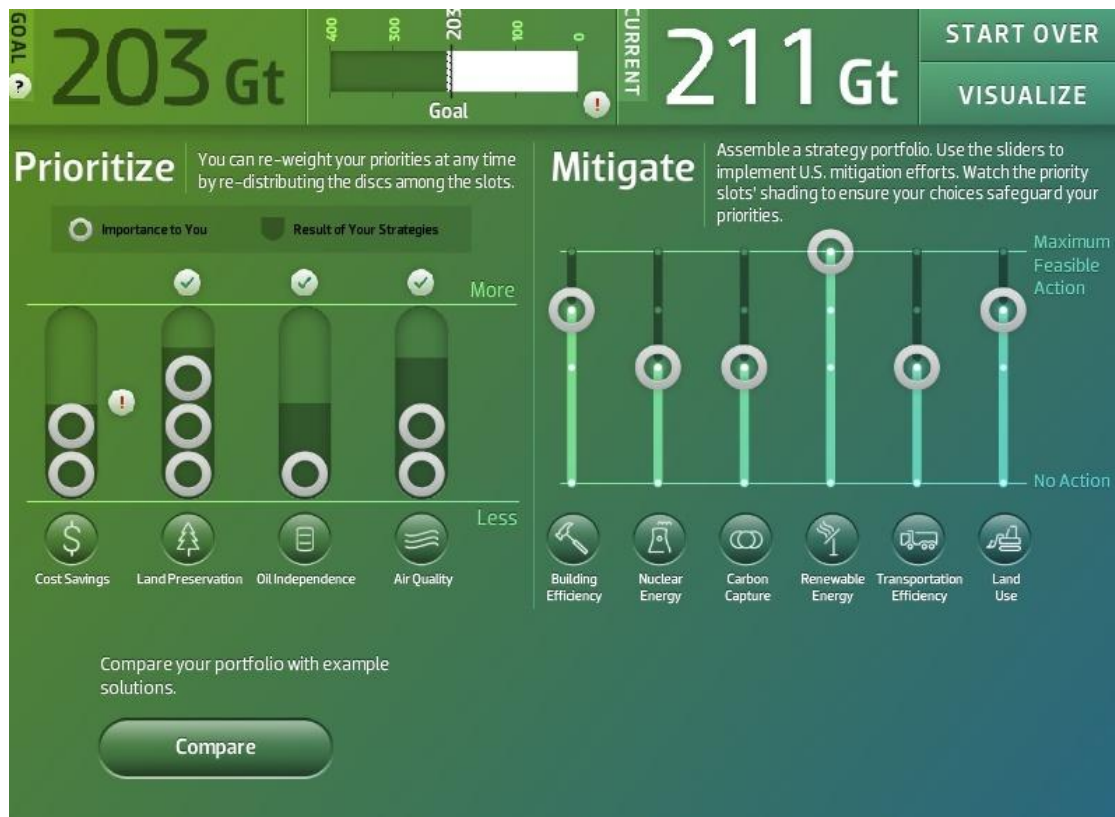 GOAL
?
203 Gt
400
300
203
100
0
Goal
!
CURRENT
211 Gt
START OVER
VISUALIZE
Prioritize
You can re-weight your priorities at any time
by re-distributing the discs among the slots.
Importance to You
Result of Your Strategies
More
!
Less
$
Cost Savings
Land Preservation
Oil Independence
Air Quality
Mitigate
Assemble a strategy portfolio. Use the sliders to
implement U.S. mitigation efforts. Watch the priority
slots' shading to ensure your choices safeguard your
priorities.
Maximum
Feasible
Action
No Action
Building
Efficiency
Nuclear
Energy
Carbon
Capture
Renewable
Energy
Transportation
Efficiency
Land
Use
Compare your portfolio with example
solutions.
Compare